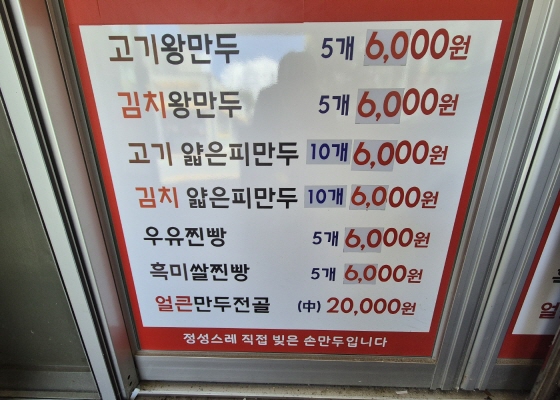 고기왕만두 5개 6,000원
김치왕만두 5개 6,000원
고기 얇은피만두 10개 6,000원
김치 얇은피만두 10개 6,000원
우유찐빵 5개 6,000원
흑미쌀찐빵 5개 6,000원
얼큰만두전골 (中) 20,000원
정성스레 직접 빚은 손만두입니다